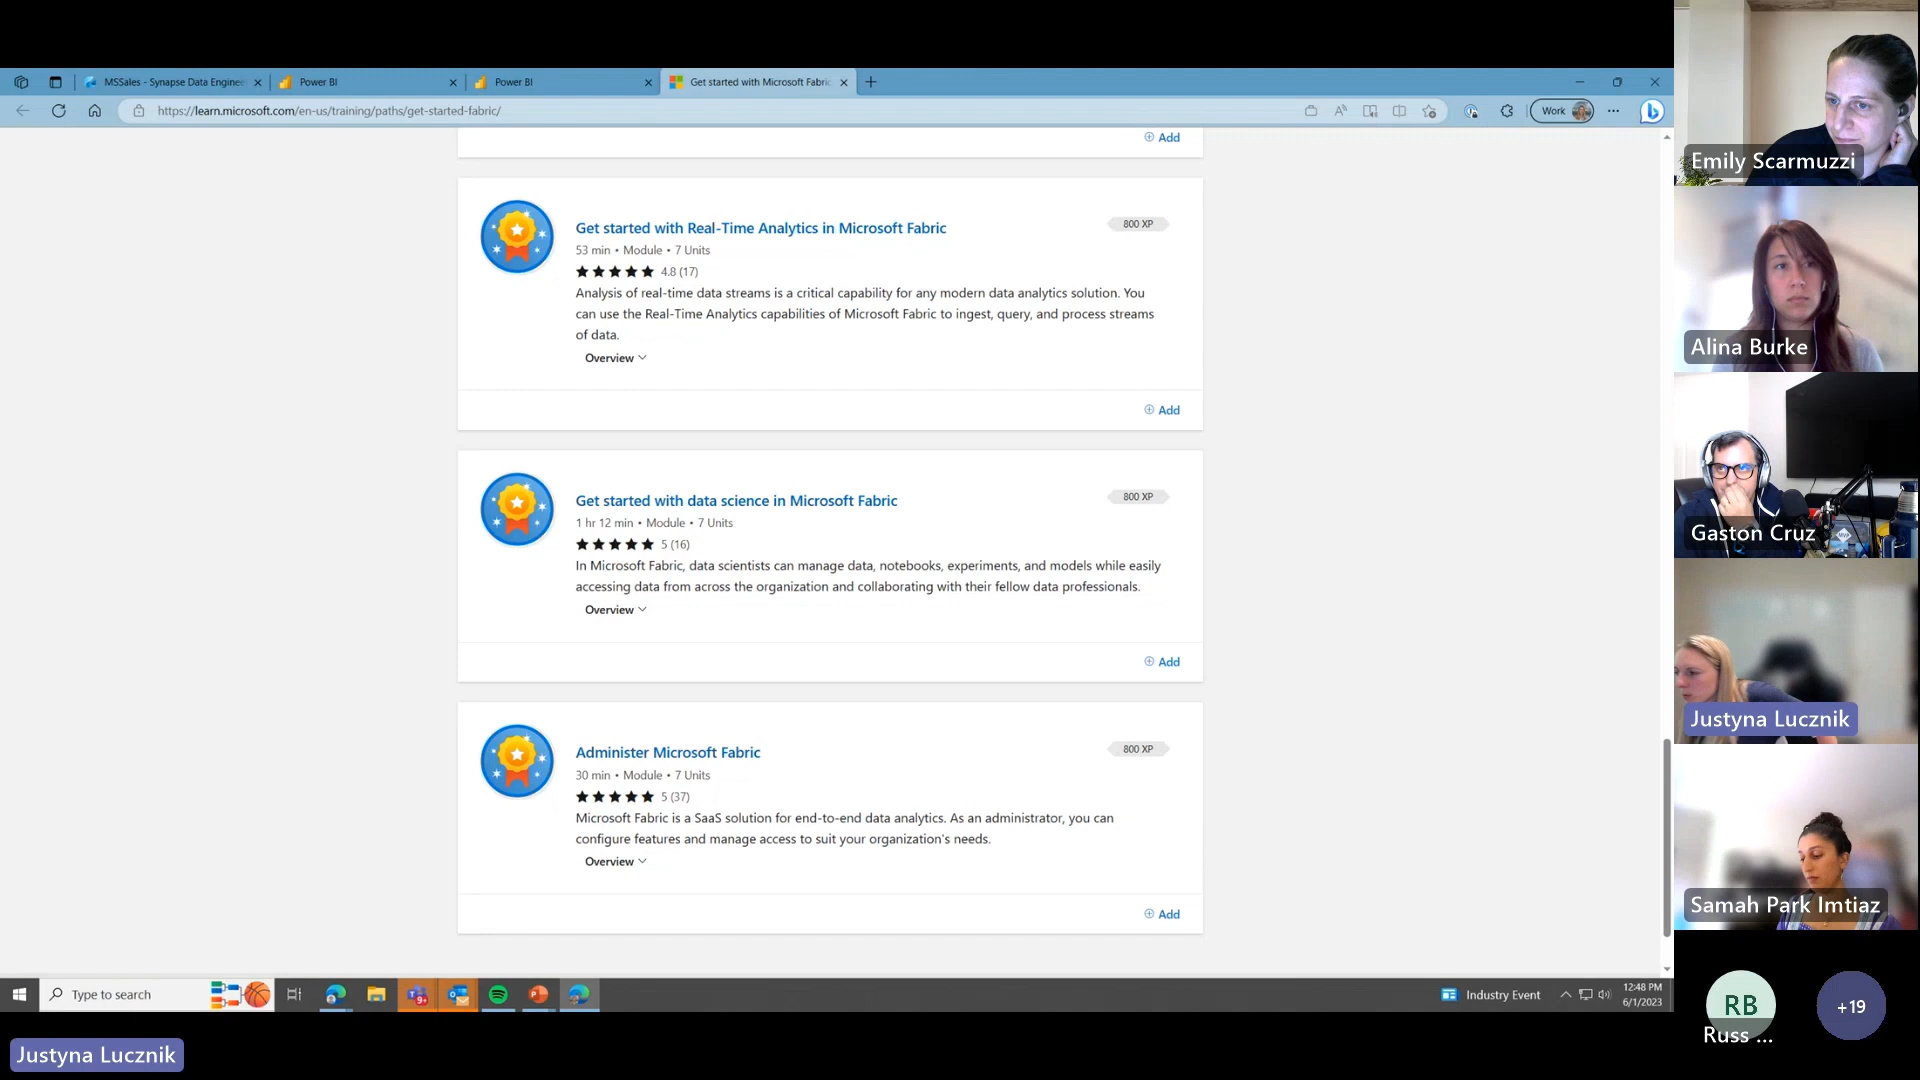 MSSales - Synapse Data Enginee
Power BI
Power BI
Get started with Microsoft Fabric
https://learn.microsoft.com/en-us/training/paths/get-started-fabric/
Work
Add
Get started with Real-Time Analytics in Microsoft Fabric
800 XP
53 min • Module • 7 Units
4.8 (17)
Analysis of real-time data streams is a critical capability for any modern data analytics solution. You
can use the Real-Time Analytics capabilities of Microsoft Fabric to ingest, query, and process streams
of data.
Overview
Add
Get started with data science in Microsoft Fabric
800 XP
1 hr 12 min • Module • 7 Units
5 (16)
In Microsoft Fabric, data scientists can manage data, notebooks, experiments, and models while easily
accessing data from across the organization and collaborating with their fellow data professionals.
Overview
Add
Administer Microsoft Fabric
800 XP
30 min • Module • 7 Units
5 (37)
Microsoft Fabric is a SaaS solution for end-to-end data analytics. As an administrator, you can
configure features and manage access to suit your organization's needs.
Overview
Add
Type to search
9+
Industry Event
12:48 PM
6/1/2023
Justyna Lucznik
Emily Scarmuzzi
Alina Burke
Gaston Cruz
Justyna Lucznik
Samah Park Imtiaz
RB
Russ ...
+19